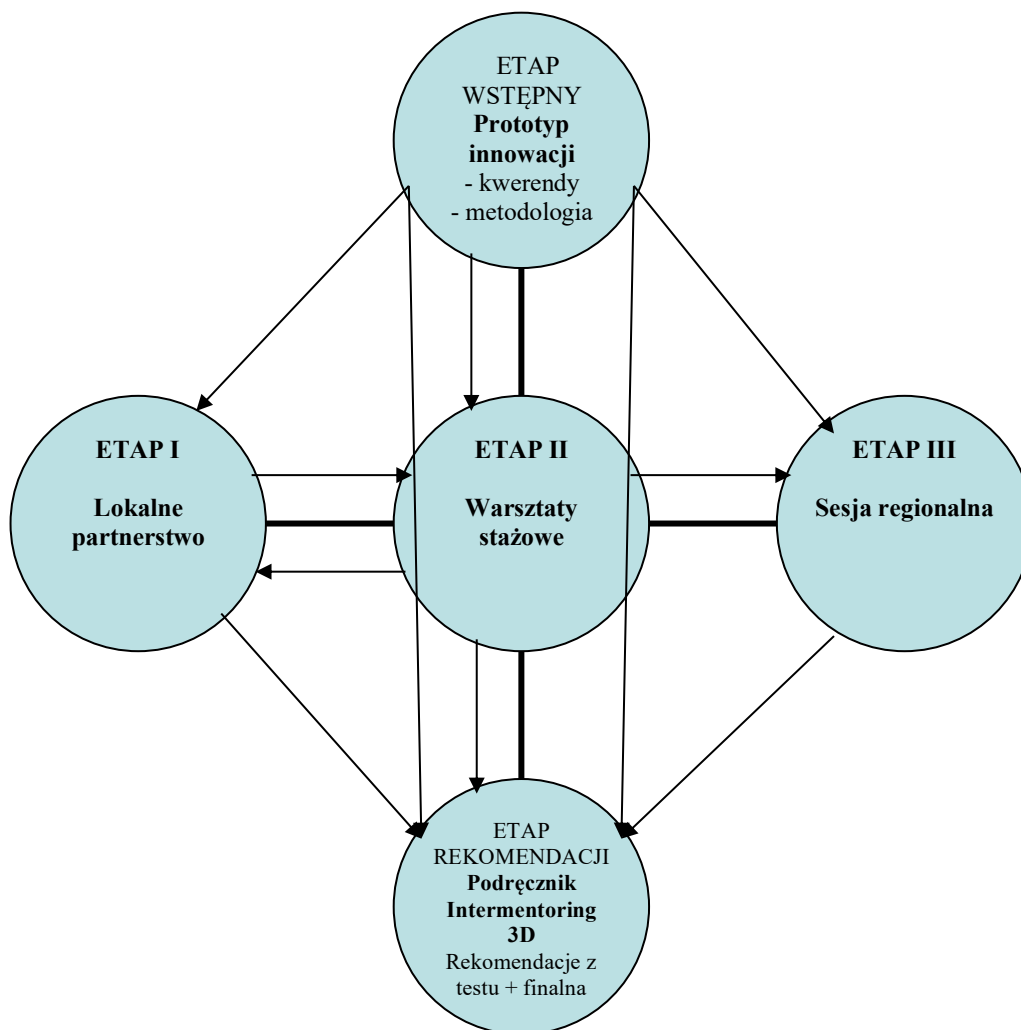 ETAP
WSTĘPNY
Prototyp
innowacji
- kwerendy
- metodologia
ETAP I
Lokalne
partnerstwo
ETAP II
Warsztaty
stażowe
ETAP III
Sesja regionalna
ETAP
REKOMENDACJI
Podręcznik
Intermentoring
3D
Rekomendacje z
testu + finalna